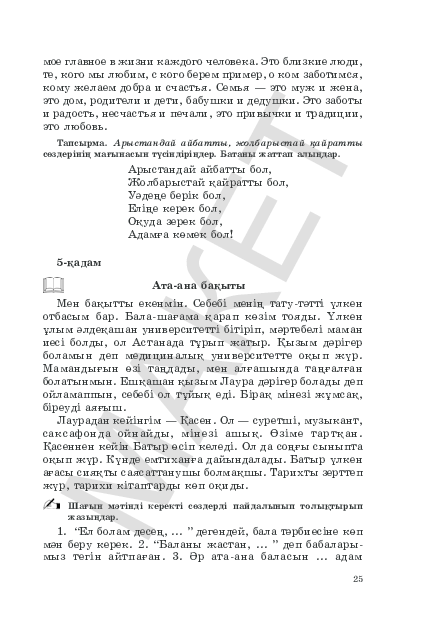 мое главное в жизни каждого человека. Это близкие люди,
те, кого мы любим, с кого берем пример, о ком заботимся,
кому желаем добра и счастья. Семья — это муж и жена,
это дом, родители и дети, бабушки и дедушки. Это заботы
и радость, несчастья и печали, это привычки и традиции,
это любовь.
Тапсырма. Арыстандай айбатты, жолбарыстай қайратты
сөздерінің мағынасын түсіндіріңдер. Батаны жаттап алыңдар.
Арыстандай айбатты бол,
Жолбарыстай қайратты бол,
Уәдеңе берік бол,
Еліңе керек бол,
Оқуда зерек бол,
Адамға көмек бол!
5-қадам
Ата-ана бақыты
Мен бақытты екенмін. Себебі менің тату-тәтті үлкен
отбасым бар. Бала-шағама қарап көзім тояды. Үлкен
ұлым әлдеқашан университетті бітіріп, мәртебелі маман
иесі болды, ол Астанада тұрып жатыр. Қызым дәрігер
боламын деп медициналық университетте оқып жүр.
Мамандығын өзі таңдады, мен алғашында таңғалған
болатынмын. Ешқашан қызым Лаура дәрігер болады деп
ойламаппын, себебі ол тұйық еді. Бірақ мінезі жұмсақ,
біреуді аяғыш.
Лаурадан кейінгім — Қасен. Ол — суретші, музыкант,
саксафонда ойнайды, мінезі ашық. Өзіме тартқан.
Қасеннен кейін Батыр есіп келеді. Ол да соңғы сыныпта
оқып жүр. Күнде емтиханға дайындалады. Батыр үлкен
ағасы сияқты саясаттанушы болмақшы. Тарихты зерттеп
жүр, тарихи кітаптарды көп оқиды.
Шағын мәтінді керекті сөздерді пайдаланып толықтырып
жазыңдар.
1. “Ел болам десең, ... ” дегендей, бала тәрбиесіне көп
мән беру керек. 2. “Баланы жастан, ... ” деп бабалары-
мыз тегін айтпаған. 3. Әр ата-ана баласын ... адам
25
МАКЕТ